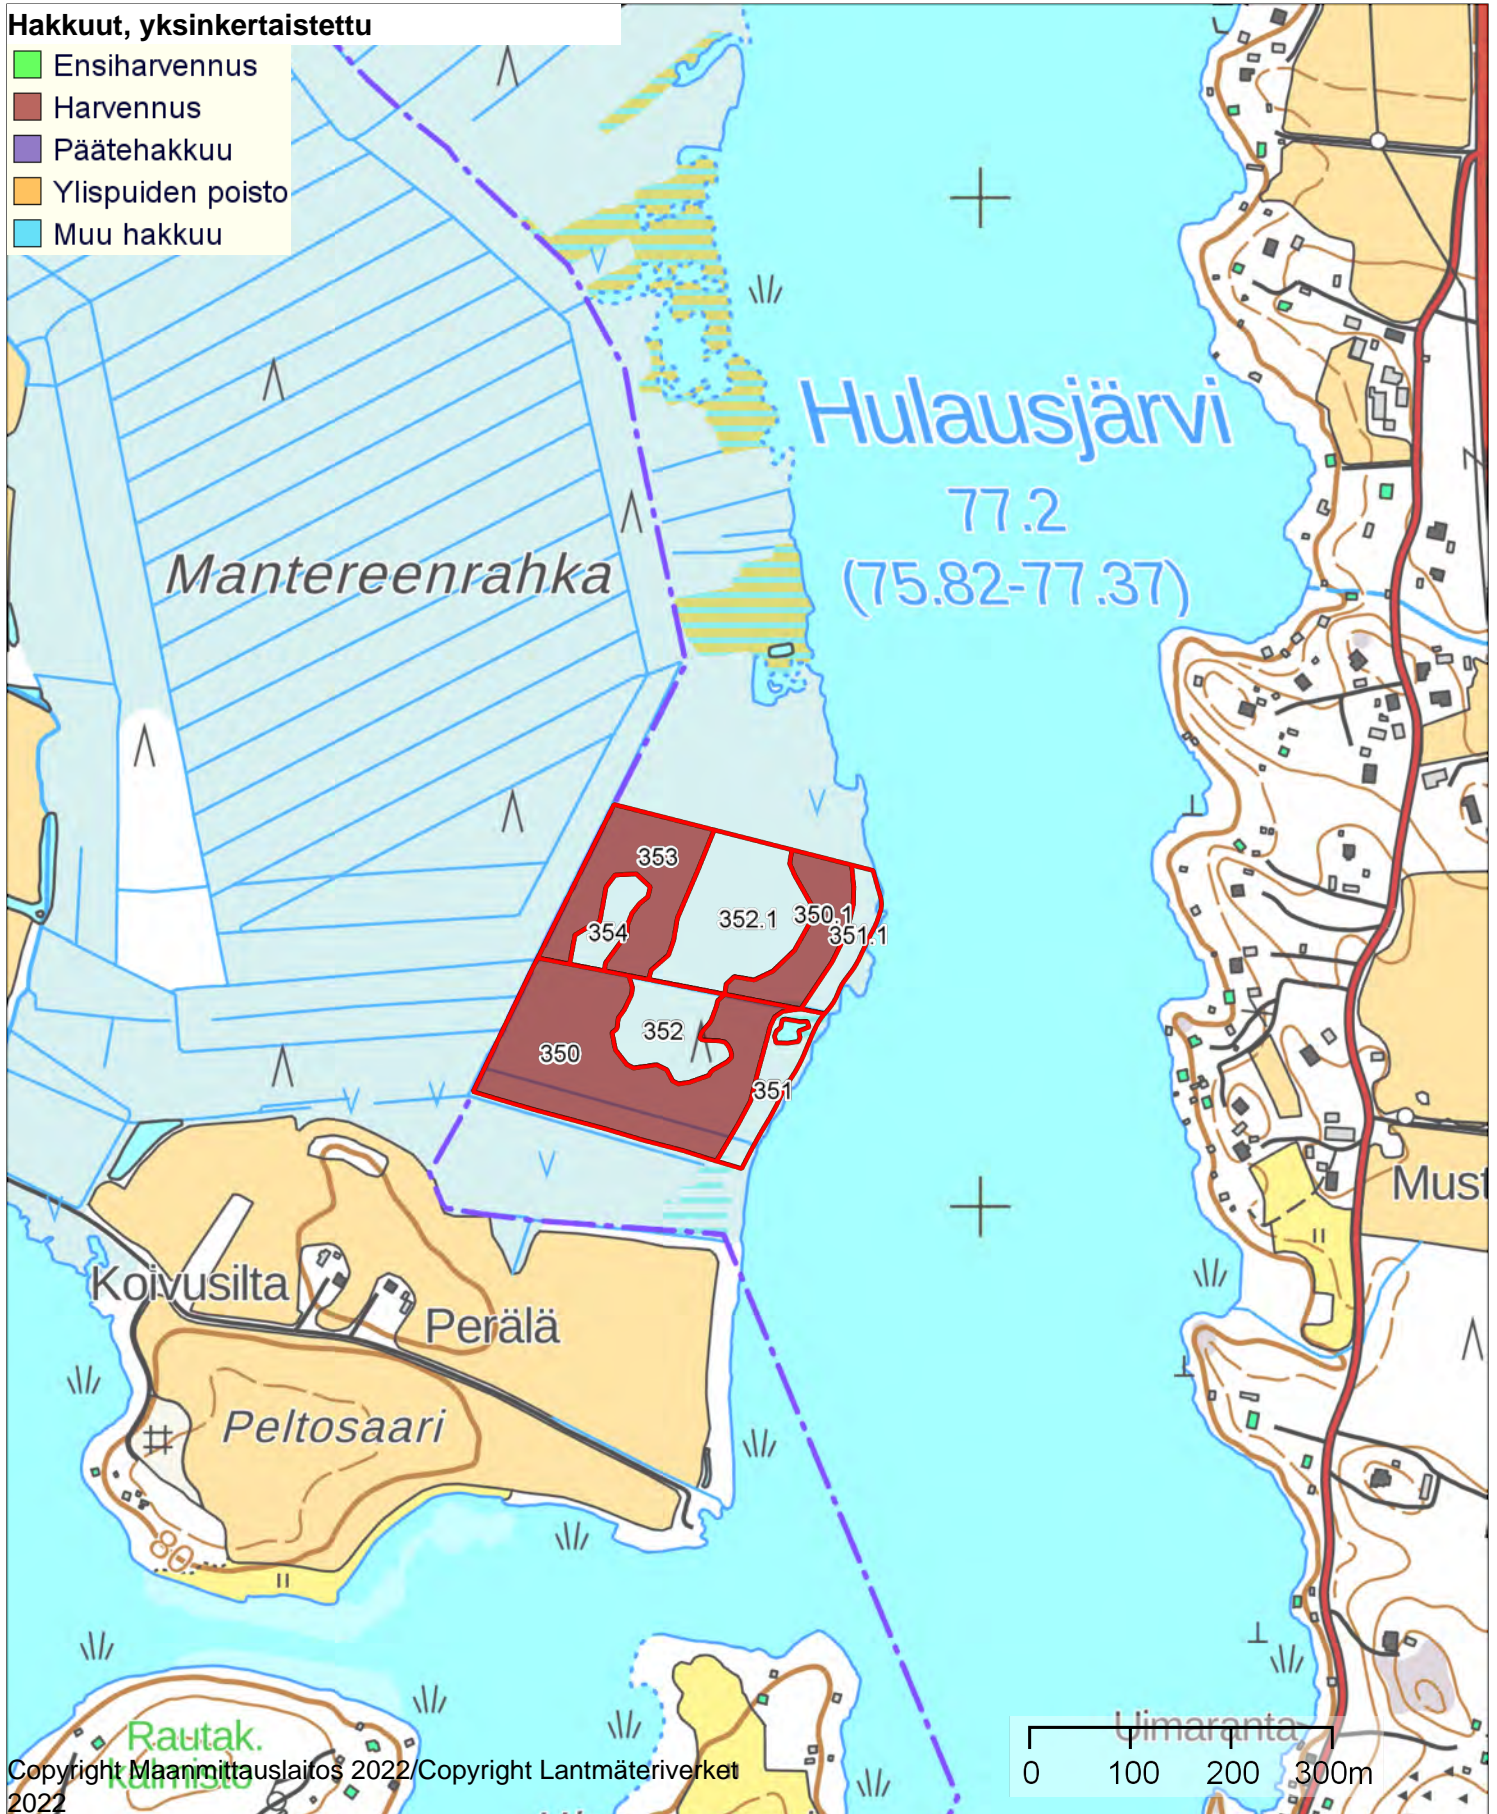 Hakkuut, yksinkertaistettu
Ensiharvennus
Harvennus
Päätehakkuu
Ylispuiden poisto
Muu hakkuu
Hulausjärvi
77.2
(75.82-77.37)
Mantereenrahka
353
354
352.1
350.1
351.1
352
350
351
Must
Koivusilta
Perälä
Peltosaari
80
Uimaranta
Rautak.
kalmisto
0 100 200 300m
Copyright Maanmittauslaitos 2022/Copyright Lantmäteriverket
2022